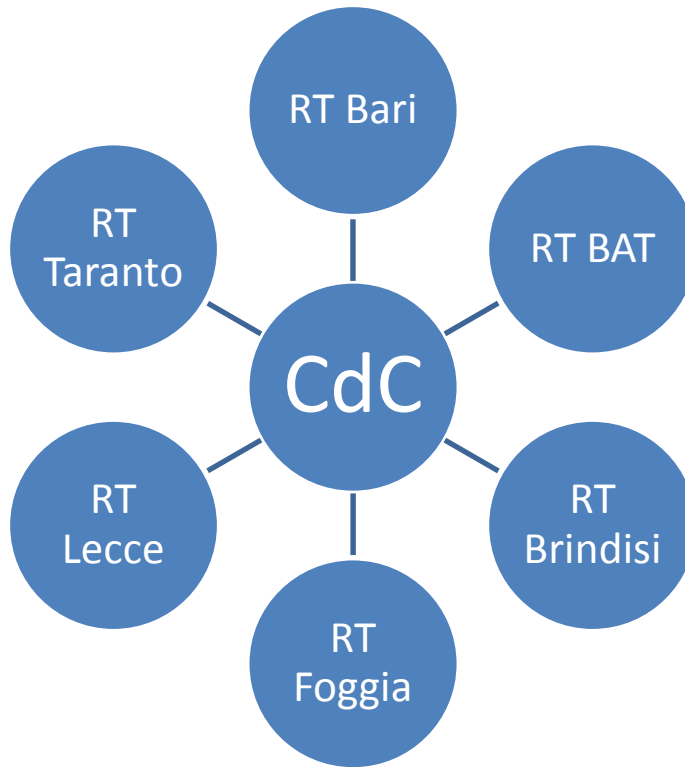 RT Bari
RT
Taranto
RT BAT
CdC
RT
Lecce
RT
Brindisi
RT
Foggia